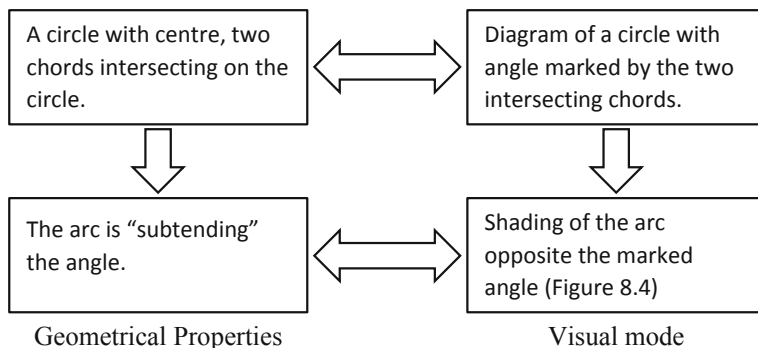 A circle with centre, two
chords intersecting on the
circle.
Diagram of a circle with
angle marked by the two
intersecting chords.
The arc is “subtending”
the angle.
Shading of the arc
opposite the marked
angle (Figure 8.4)
Geometrical Properties
Visual mode